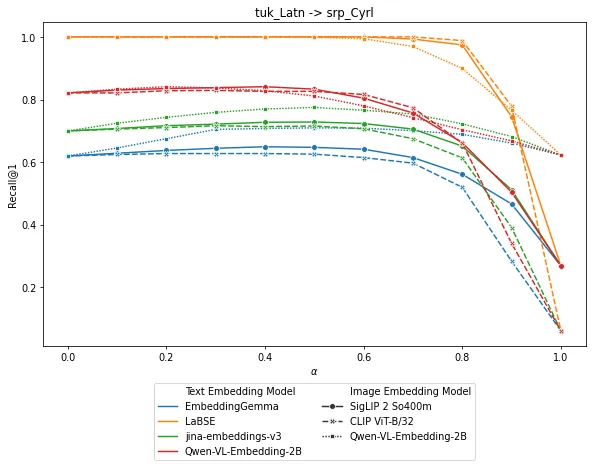 tuk_Latn -> srp_Cyrl
1.0
0.8
0.6
0.4
0.2
Recall@1
0.0 0.2 0.4 0.6 0.8 1.0
α
Text Embedding Model Image Embedding Model
EmbeddingGemma SigLIP 2 So400m
LaBSE CLIP ViT-B/32
jina-embeddings-v3 Qwen-VL-Embedding-2B
Qwen-VL-Embedding-2B